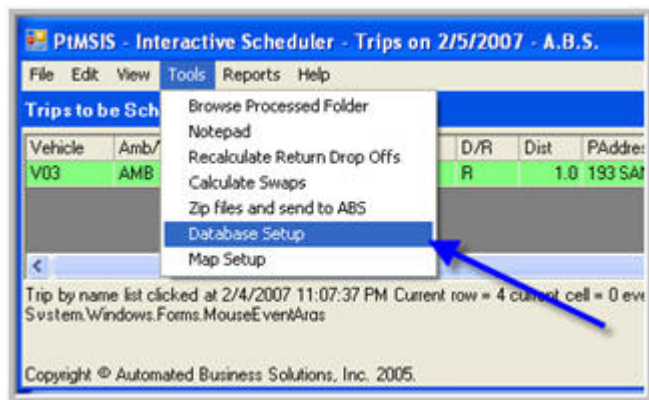 PtMSIS - Interactive Scheduler - Trips on 2/5/2007 - A.B.S.
File Edit View Tools Reports Help
Trips to be Sch
Browse Processed Folder
Notepad
Recalculate Return Drop Offs
Calculate Swaps
Zip files and send to ABS
Database Setup
Map Setup
Vehicle Amb/ D/R Dist PAddre
V03 AMB R 1.0 193 SAN
Trip by name list clicked at 2/4/2007 11:07:37 PM Current row = 4 current cell = 0 eve
System.Windows.Forms.MouseEventArgs
Copyright © Automated Business Solutions, Inc. 2005.